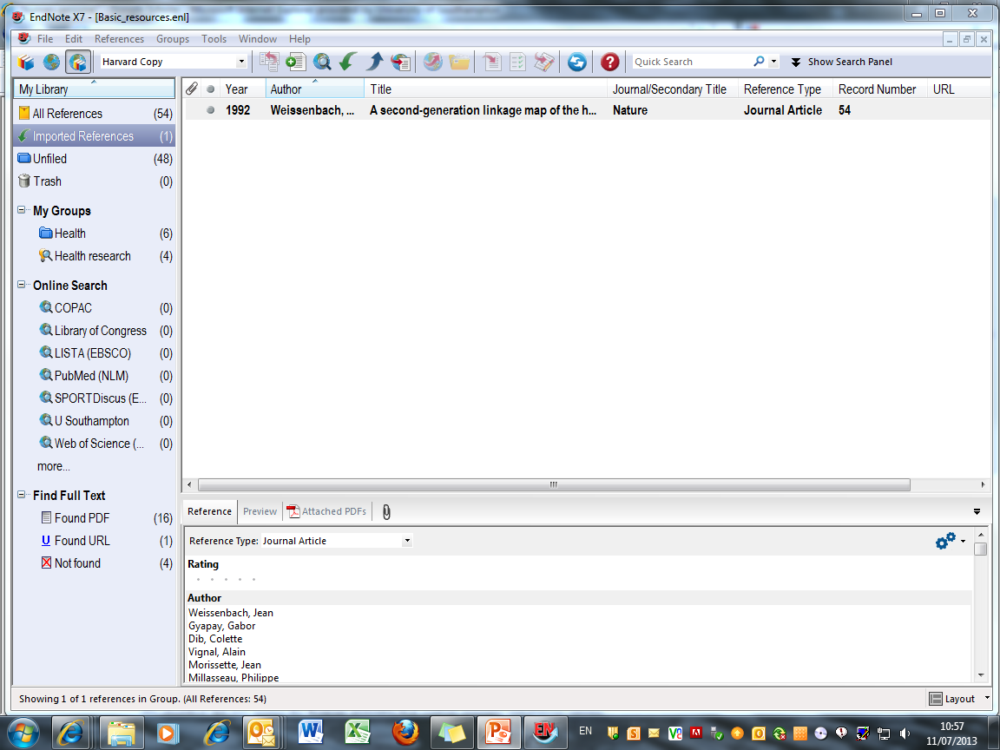 EndNote X7 - [Basic_resources.enl]
File Edit References Groups Tools Window Help
Harvard Copy
Quick Search
Show Search Panel
My Library
Year Author Title Journal/Secondary Title Reference Type Record Number URL
All References (54)
1992 Weissenbach, ... A second-generation linkage map of the h... Nature Journal Article 54
Imported References (1)
Unfiled (48)
Trash (0)
My Groups
Health (6)
Health research (4)
Online Search
COPAC (0)
Library of Congress (0)
LISTA (EBSCO) (0)
PubMed (NLM) (0)
SPORTDiscus (E... (0)
U Southampton (0)
Web of Science (... (0)
more...
Find Full Text
Found PDF (16)
U Found URL (1)
Not found (4)
Reference Preview Attached PDFs
Reference Type: Journal Article
Rating
Author
Weissenbach, Jean
Gyapay, Gabor
Dib, Colette
Vignal, Alain
Morissette, Jean
Millasseau, Philippe
Showing 1 of 1 references in Group. (All References: 54)
Layout
EN
10:57
11/07/2013